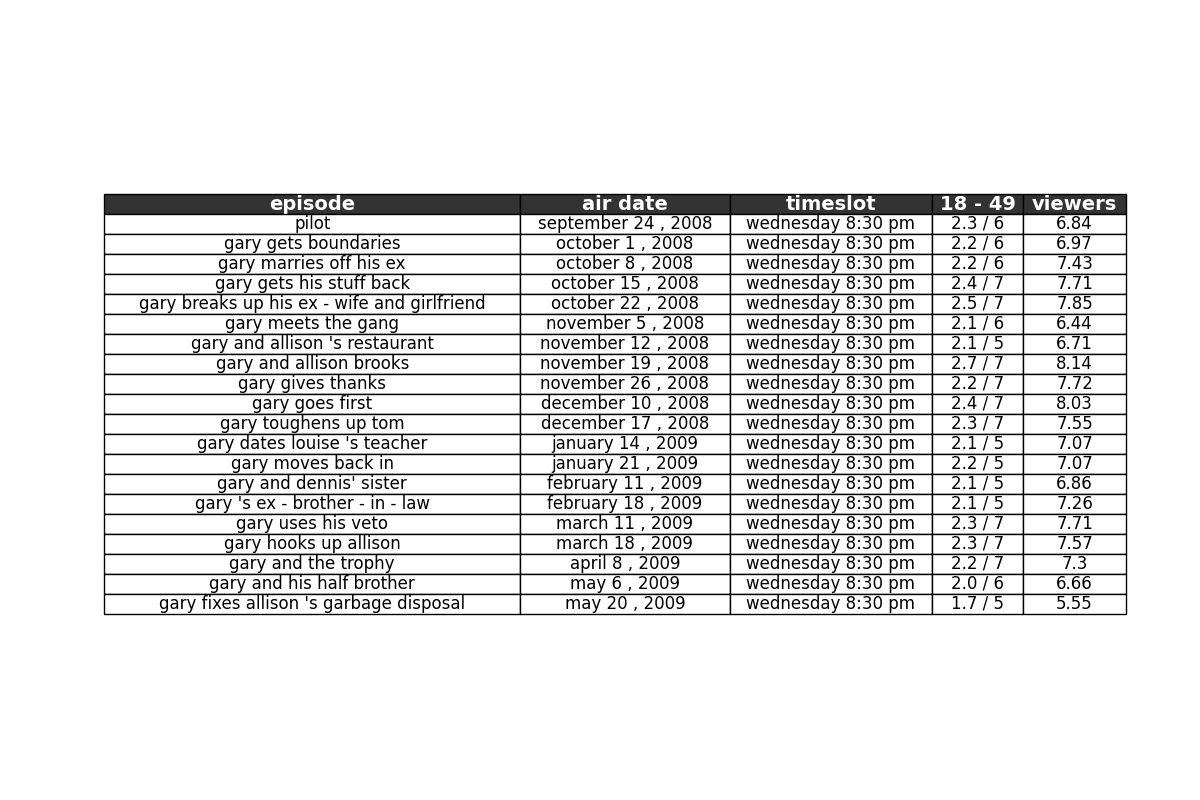 episode air date timeslot 18 - 49 viewers
pilot september 24 , 2008 wednesday 8:30 pm 2.3 / 6 6.84
gary gets boundaries october 1 , 2008 wednesday 8:30 pm 2.2 / 6 6.97
gary marries off his ex october 8 , 2008 wednesday 8:30 pm 2.2 / 6 7.43
gary gets his stuff back october 15 , 2008 wednesday 8:30 pm 2.4 / 7 7.71
gary breaks up his ex - wife and girlfriend october 22 , 2008 wednesday 8:30 pm 2.5 / 7 7.85
gary meets the gang november 5 , 2008 wednesday 8:30 pm 2.1 / 6 6.44
gary and allison 's restaurant november 12 , 2008 wednesday 8:30 pm 2.1 / 5 6.71
gary and allison brooks november 19 , 2008 wednesday 8:30 pm 2.7 / 7 8.14
gary gives thanks november 26 , 2008 wednesday 8:30 pm 2.2 / 7 7.72
gary goes first december 10 , 2008 wednesday 8:30 pm 2.4 / 7 8.03
gary toughens up tom december 17 , 2008 wednesday 8:30 pm 2.3 / 7 7.55
gary dates louise 's teacher january 14 , 2009 wednesday 8:30 pm 2.1 / 5 7.07
gary moves back in january 21 , 2009 wednesday 8:30 pm 2.2 / 5 7.07
gary and dennis' sister february 11 , 2009 wednesday 8:30 pm 2.1 / 5 6.86
gary 's ex - brother - in - law february 18 , 2009 wednesday 8:30 pm 2.1 / 5 7.26
gary uses his veto march 11 , 2009 wednesday 8:30 pm 2.3 / 7 7.71
gary hooks up allison march 18 , 2009 wednesday 8:30 pm 2.3 / 7 7.57
gary and the trophy april 8 , 2009 wednesday 8:30 pm 2.2 / 7 7.3
gary and his half brother may 6 , 2009 wednesday 8:30 pm 2.0 / 6 6.66
gary fixes allison 's garbage disposal may 20 , 2009 wednesday 8:30 pm 1.7 / 5 5.55